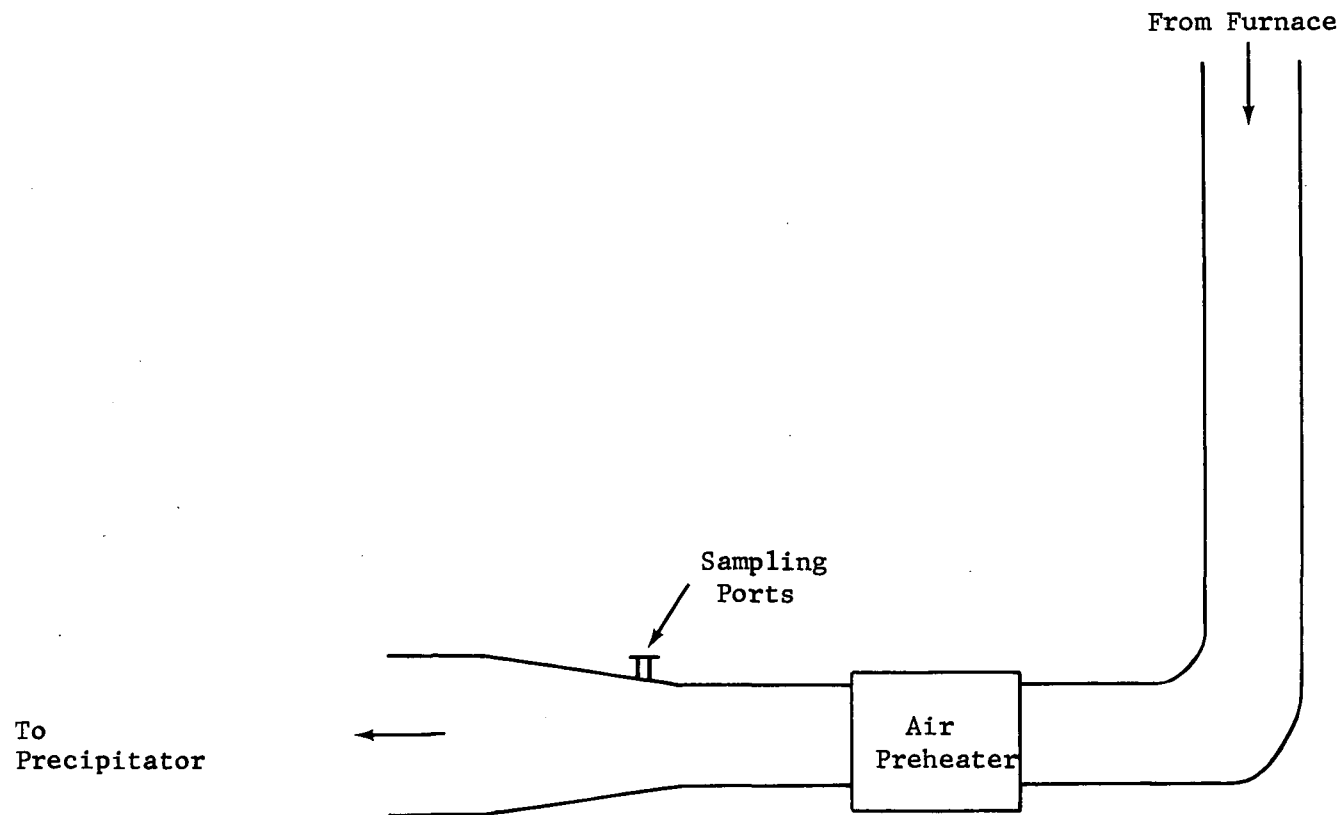 From Furnace
Sampling
Ports
To
Precipitator
Air
Preheater